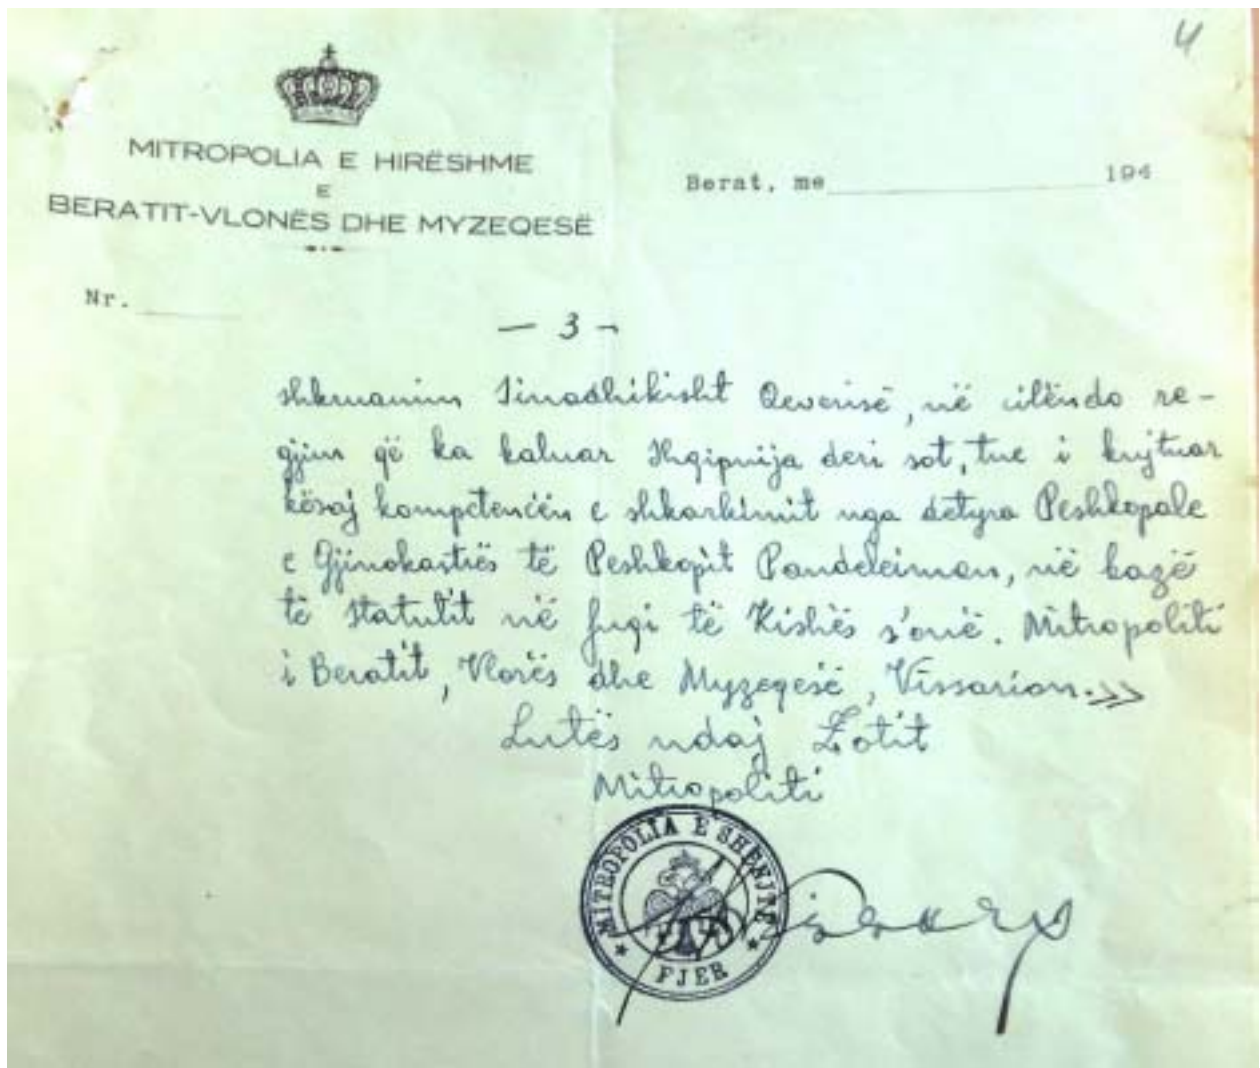 4
MITROPOLIA E HIRËSHME
E
BERATIT-VLONËS DHE MYZEQESË
Berat, me 194
Nr.
— 3 —
shkruanim Sinodhikisht Qeverisë, në cilëndo re-
gjim që ka kaluar Shqipnija deri sot, tue i kujtuar
kësaj kompetencën e shkarkimit nga detyra Peshkopale
e Gjinokastrës të Peshkopit Pandeleimon, në bazë
të statutit në fuqi të Kishës s'onë. Mitropoliti
i Beratit, Vlorës dhe Myzeqesë, Vissarion.»
Lutës ndaj Zotit
Mitropoliti
MITROPOLIA E SHENJTE
FJER